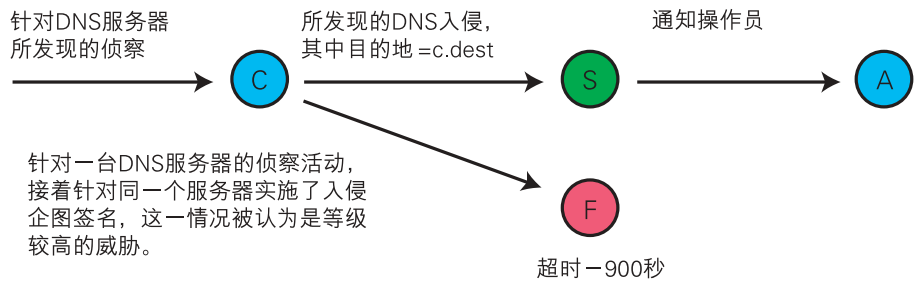 针对DNS服务器
所发现的侦察
所发现的DNS入侵，
其中目的地=c.dest
通知操作员
C
S
A
针对一台DNS服务器的侦察活动，
接着针对同一个服务器实施了入侵
企图签名，这一情况被认为是等级
较高的威胁。
F
超时－900秒